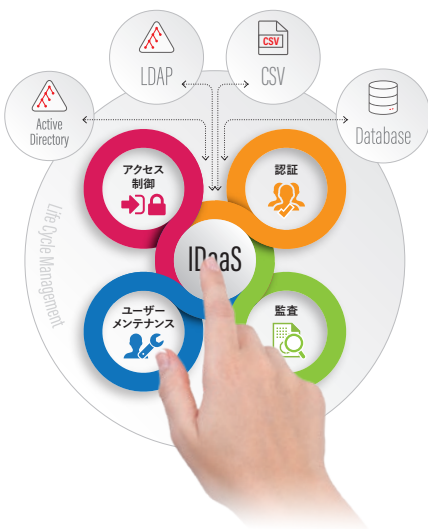 LDAP
CSV
CSV
Active
Directory
Database
アクセス
制御
認証
Life Cycle Management
IDaaS
ユーザー
メンテナンス
監査